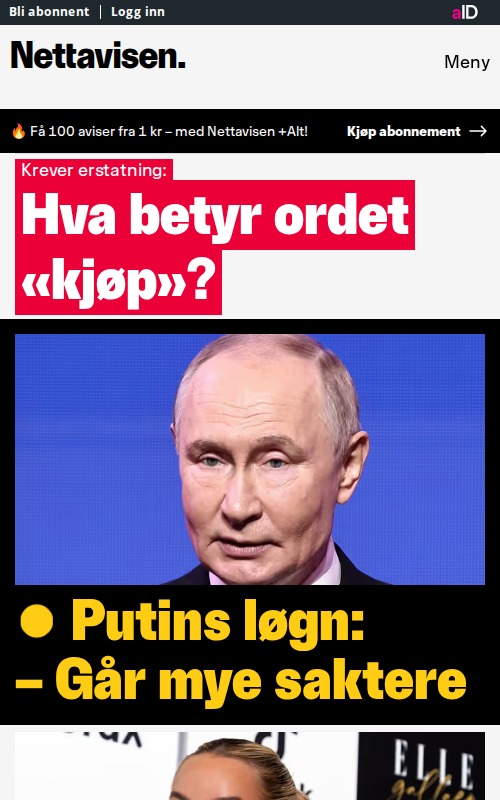 Bli abonnent | Logg inn
aID
Nettavisen.
Meny
Få 100 aviser fra 1 kr – med Nettavisen +Alt!
Kjøp abonnement →
Krever erstatning:
Hva betyr ordet
«kjøp»?
● Putins løgn:
– Går mye saktere
ELLE